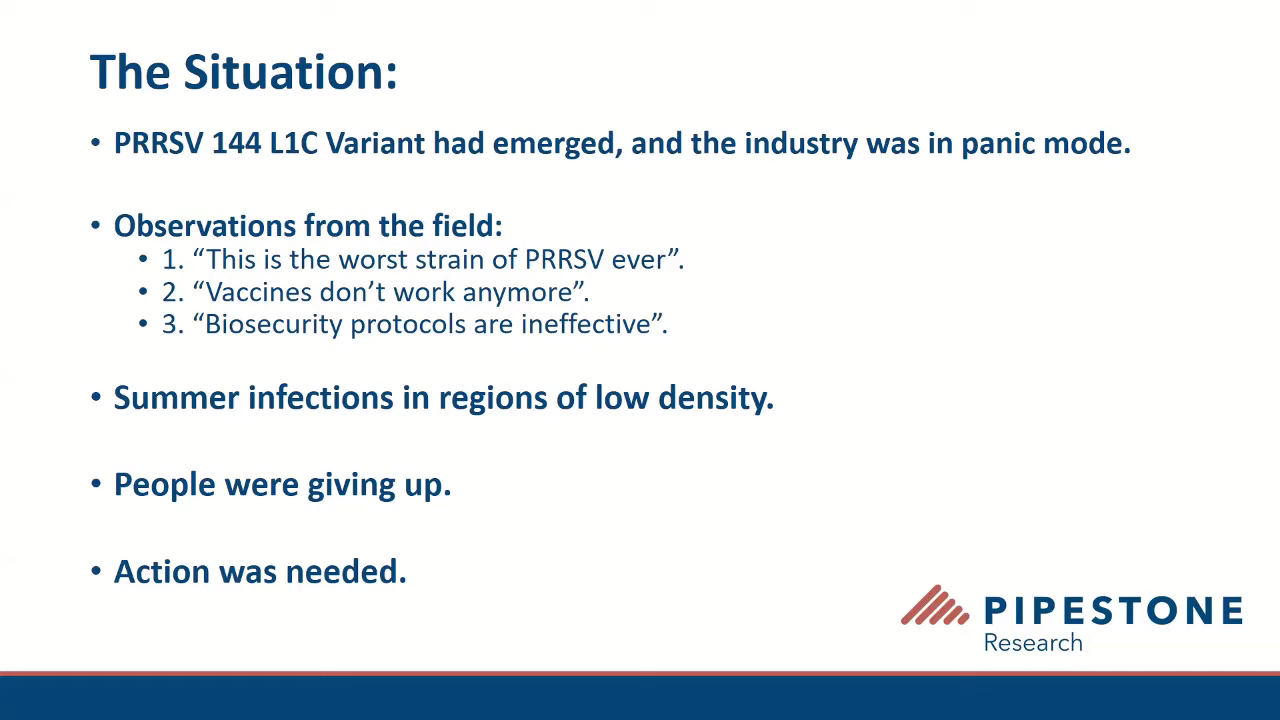 The Situation:
• PRRSV 144 L1C Variant had emerged, and the industry was in panic mode.
• Observations from the field:
• 1. “This is the worst strain of PRRSV ever”.
• 2. “Vaccines don’t work anymore”.
• 3. “Biosecurity protocols are ineffective”.
• Summer infections in regions of low density.
• People were giving up.
• Action was needed.
PIPESTONE
Research